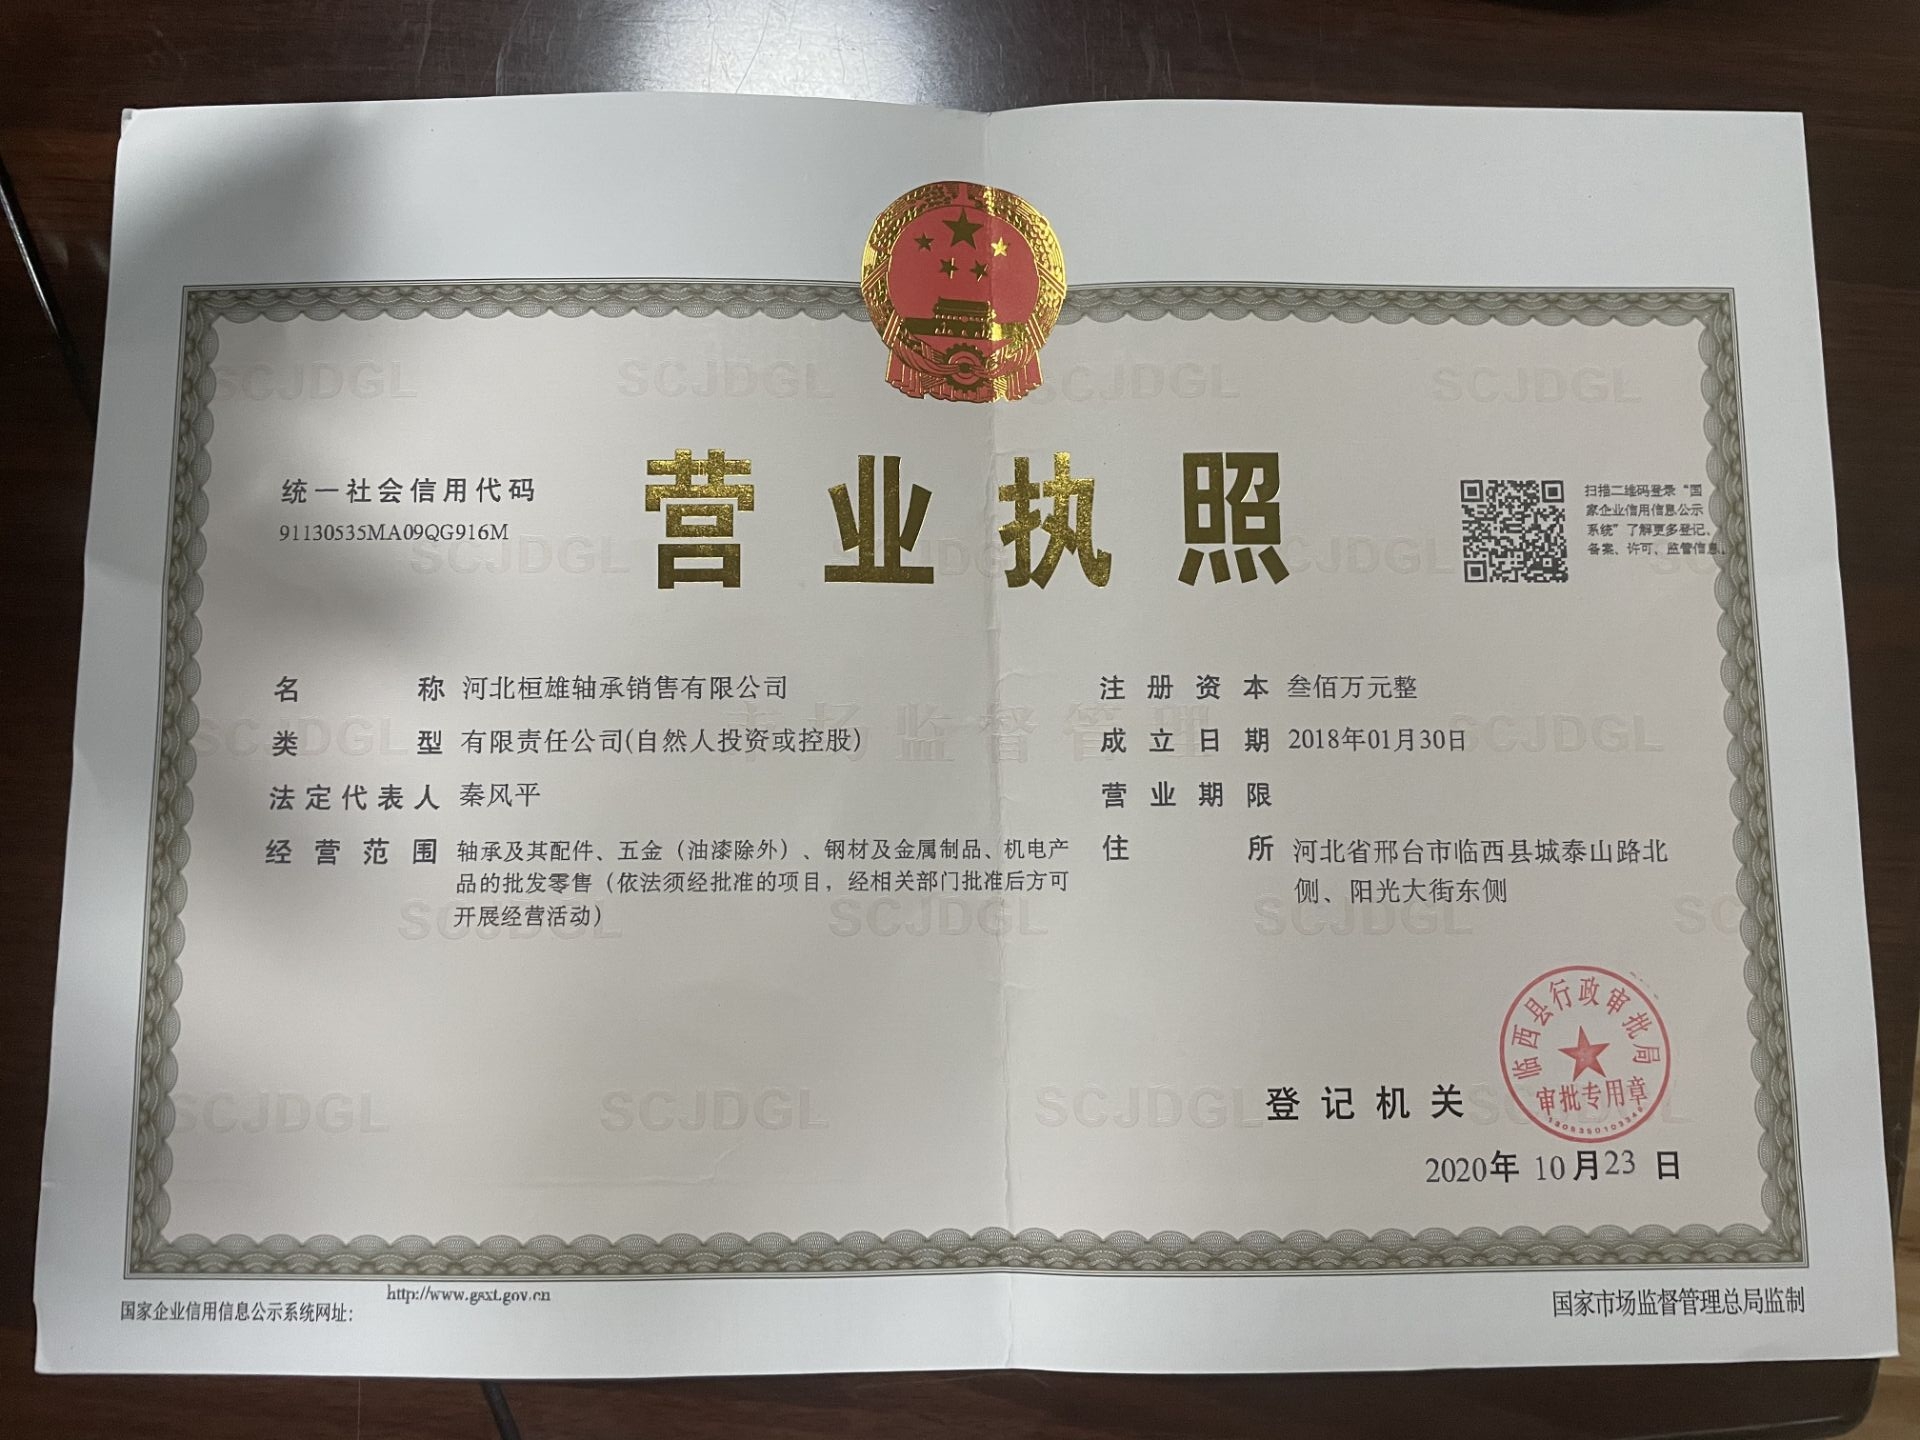 营业执照
统一社会信用代码
91130535MA09QG916M
扫描二维码登录“国
家企业信用信息公示
系统”了解更多登记、
备案、许可、监管信息。
名称 河北桓雄轴承销售有限公司
类型 有限责任公司(自然人投资或控股)
法定代表人 秦风平
经营范围 轴承及其配件、五金（油漆除外）、钢材及金属制品、机电产
品的批发零售（依法须经批准的项目，经相关部门批准后方可
开展经营活动）
注册资本 叁佰万元整
成立日期 2018年01月30日
营业期限
住所 河北省邢台市临西县城泰山路北
侧、阳光大街东侧
登记机关
临西县行政审批局
审批专用章
2020年 10月23 日
国家企业信用信息公示系统网址：
http://www.gsxt.gov.cn
国家市场监督管理总局监制
SCJDGL
市场监督管理